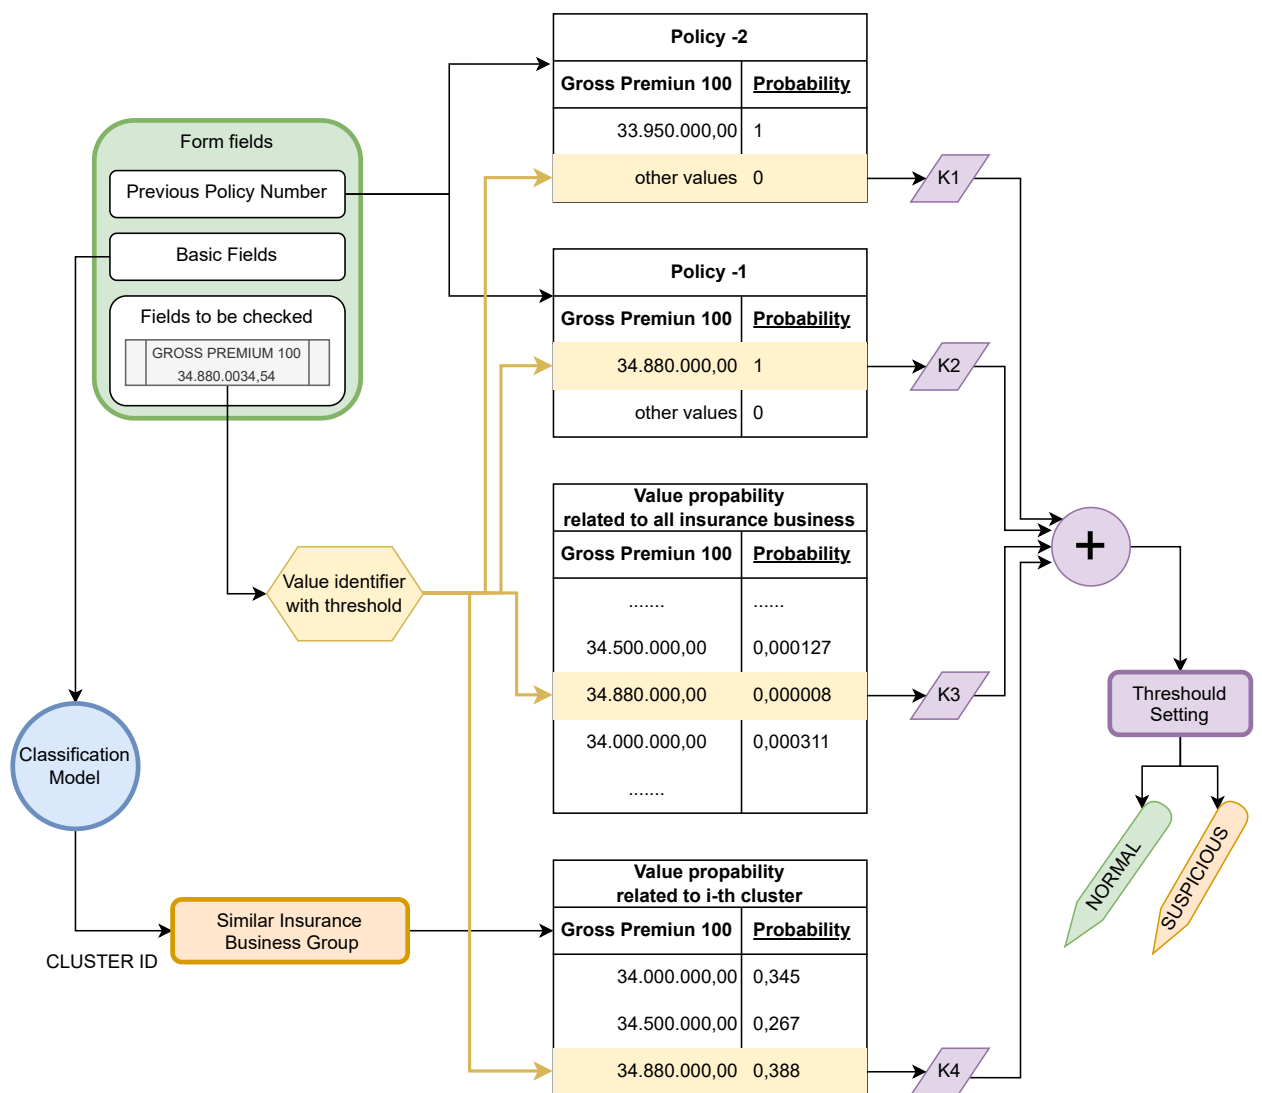 Form fields
Previous Policy Number
Basic Fields
Fields to be checked
GROSS PREMIUM 100
34.880.0034,54
Value identifier
with threshold
Classification
Model
CLUSTER ID
Similar Insurance
Business Group
Policy -2
Gross Premiun 100 Probability
33.950.000,00 1
other values 0
Policy -1
Gross Premiun 100 Probability
34.880.000,00 1
other values 0
Value propability
related to all insurance business
Gross Premiun 100 Probability
....... ......
34.500.000,00 0,000127
34.880.000,00 0,000008
34.000.000,00 0,000311
.......
Value propability
related to i-th cluster
Gross Premiun 100 Probability
34.000.000,00 0,345
34.500.000,00 0,267
34.880.000,00 0,388
K1
K2
K3
K4
+
Threshould
Setting
NORMAL
SUSPICIOUS